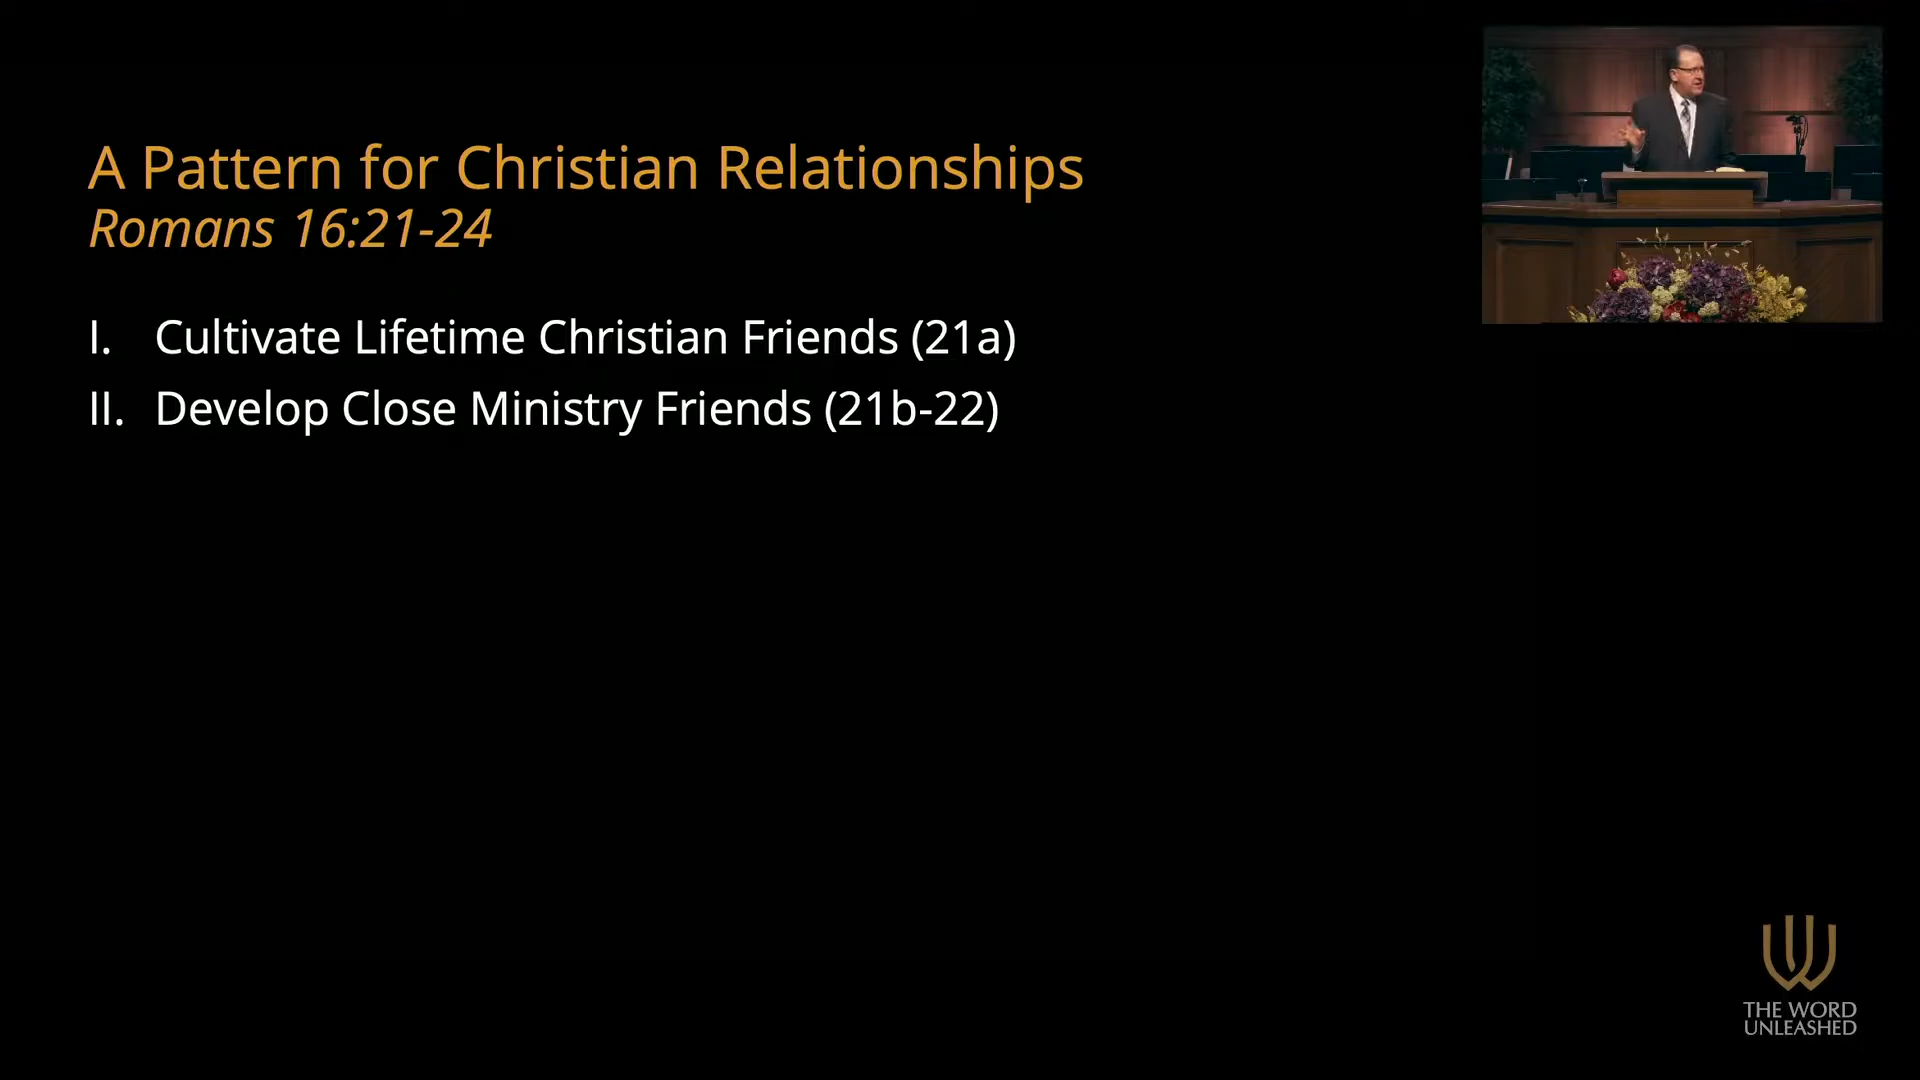 A Pattern for Christian Relationships
Romans 16:21-24
I. Cultivate Lifetime Christian Friends (21a)
II. Develop Close Ministry Friends (21b-22)
THE WORD
UNLEASHED